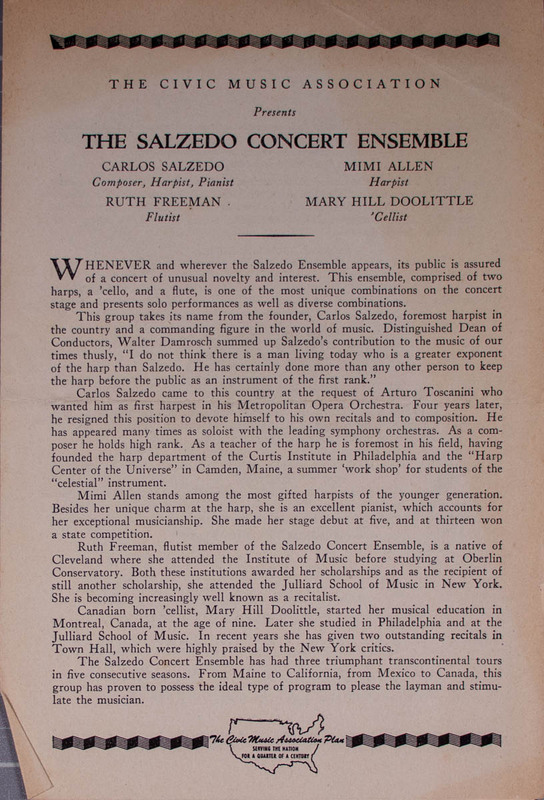 THE CIVIC MUSIC ASSOCIATION
Presents
THE SALZEDO CONCERT ENSEMBLE
CARLOS SALZEDO
Composer, Harpist, Pianist
RUTH FREEMAN
Flutist
MIMI ALLEN
Harpist
MARY HILL DOOLITTLE
'Cellist
WHENEVER and wherever the Salzedo Ensemble appears, its public is assured
of a concert of unusual novelty and interest. This ensemble, comprised of two
harps, a 'cello, and a flute, is one of the most unique combinations on the concert
stage and presents solo performances as well as diverse combinations.
This group takes its name from the founder, Carlos Salzedo, foremost harpist in
the country and a commanding figure in the world of music. Distinguished Dean of
Conductors, Walter Damrosch summed up Salzedo's contribution to the music of our
times thusly, "I do not think there is a man living today who is a greater exponent
of the harp than Salzedo. He has certainly done more than any other person to keep
the harp before the public as an instrument of the first rank."
Carlos Salzedo came to this country at the request of Arturo Toscanini who
wanted him as first harpest in his Metropolitan Opera Orchestra. Four years later,
he resigned this position to devote himself to his own recitals and to composition. He
has appeared many times as soloist with the leading symphony orchestras. As a com-
poser he holds high rank. As a teacher of the harp he is foremost in his field, having
founded the harp department of the Curtis Institute in Philadelphia and the "Harp
Center of the Universe" in Camden, Maine, a summer 'work shop' for students of the
"celestial" instrument.
Mimi Allen stands among the most gifted harpists of the younger generation.
Besides her unique charm at the harp, she is an excellent pianist, which accounts for
her exceptional musicianship. She made her stage debut at five, and at thirteen won
a state competition.
Ruth Freeman, flutist member of the Salzedo Concert Ensemble, is a native of
Cleveland where she attended the Institute of Music before studying at Oberlin
Conservatory. Both these institutions awarded her scholarships and as the recipient of
still another scholarship, she attended the Julliard School of Music in New York.
She is becoming increasingly well known as a recitalist.
Canadian born 'cellist, Mary Hill Doolittle, started her musical education in
Montreal, Canada, at the age of nine. Later she studied in Philadelphia and at the
Julliard School of Music. In recent years she has given two outstanding recitals in
Town Hall, which were highly praised by the New York critics.
The Salzedo Concert Ensemble has had three triumphant transcontinental tours
in five consecutive seasons. From Maine to California, from Mexico to Canada, this
group has proven to possess the ideal type of program to please the layman and stimu-
late the musician.
The Civic Music Association Plan
SERVING THE NATION
FOR A QUARTER OF A CENTURY